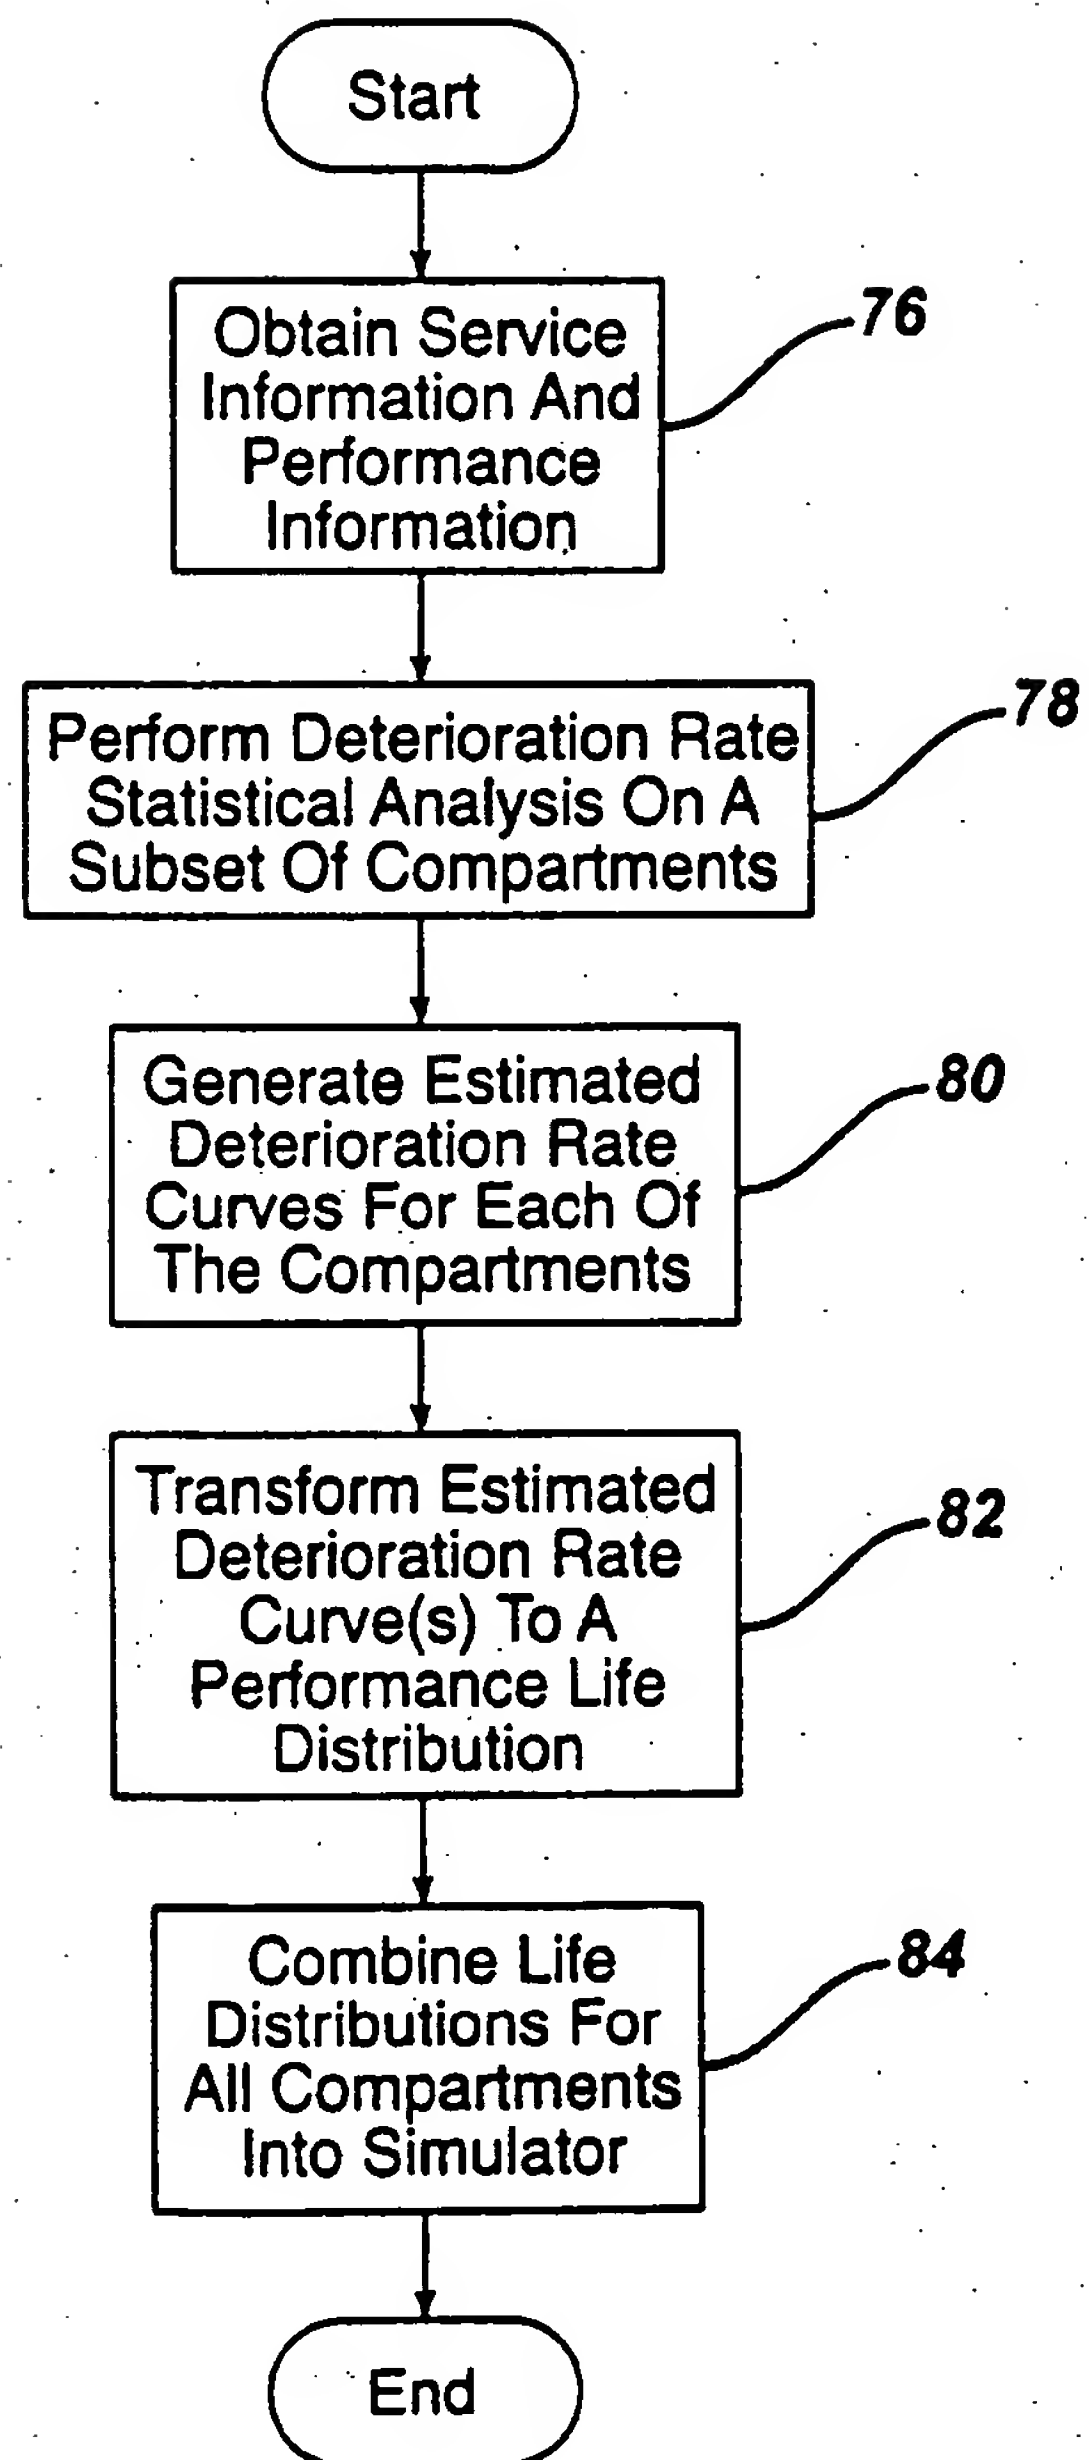 Start
Obtain Service
Information And
Performance
Information
76
Perform Deterioration Rate
Statistical Analysis On A
Subset Of Compartments
78
Generate Estimated
Deterioration Rate
Curves For Each Of
The Compartments
80
Transform Estimated
Deterioration Rate
Curve(s) To A
Performance Life
Distribution
82
Combine Life
Distributions For
All Compartments
Into Simulator
84
End